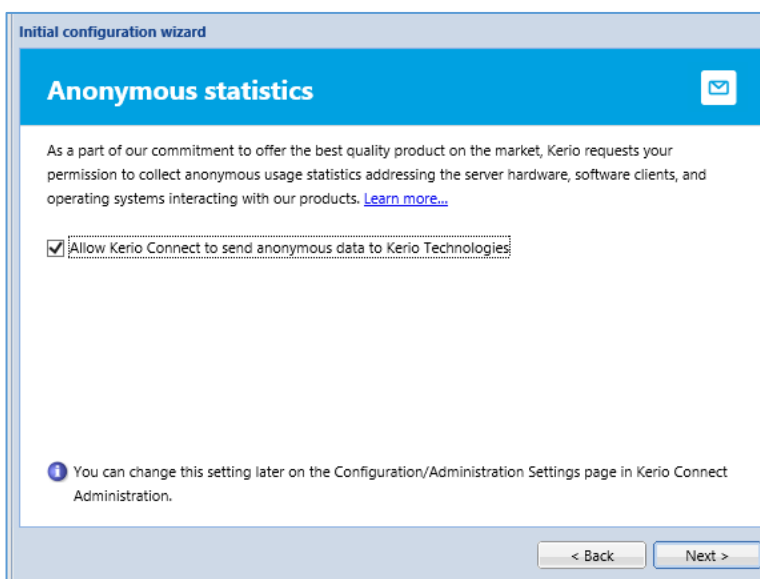 Initial configuration wizard
Anonymous statistics
As a part of our commitment to offer the best quality product on the market, Kerio requests your
permission to collect anonymous usage statistics addressing the server hardware, software clients, and
operating systems interacting with our products. Learn more...
Allow Kerio Connect to send anonymous data to Kerio Technologies
You can change this setting later on the Configuration/Administration Settings page in Kerio Connect
Administration.
< Back Next >